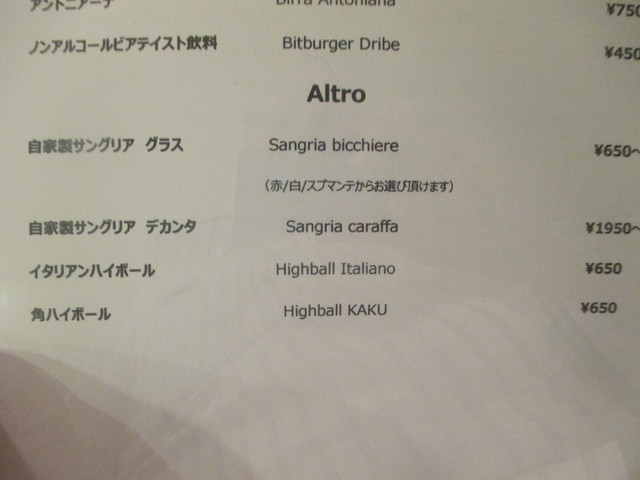 アントニアーナ Birra Antoniana ¥750
ノンアルコールビアテイスト飲料 Bitburger Dribe ¥450
Altro
自家製サングリア グラス Sangria bicchiere ¥650~
（赤/白/スプマンテからお選び頂けます）
自家製サングリア デカンタ Sangria caraffa ¥1950~
イタリアンハイボール Highball Italiano ¥650
角ハイボール Highball KAKU ¥650